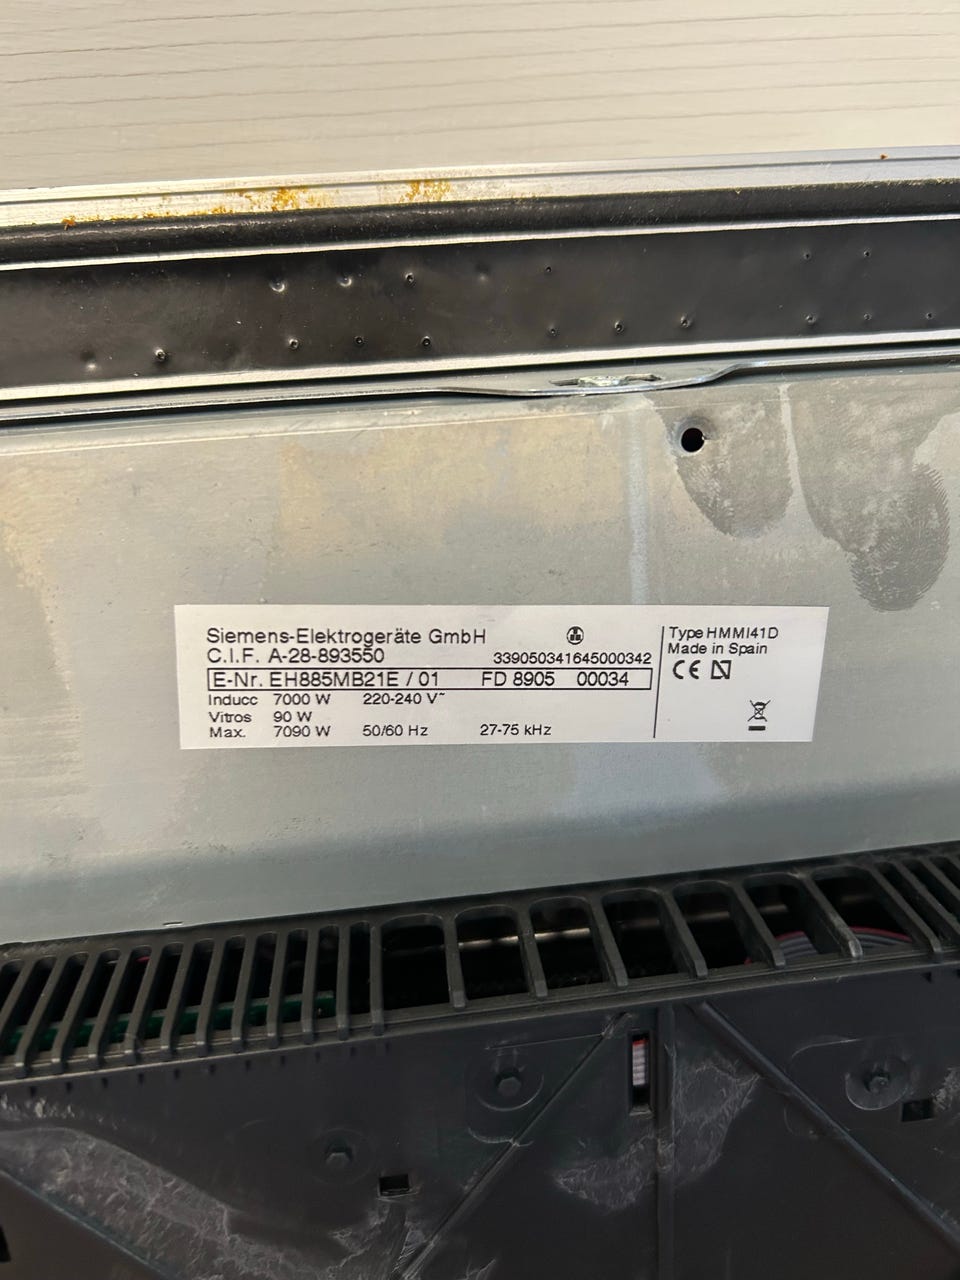 Siemens-Elektrogeräte GmbH
C.I.F. A-28-893550
339050341645000342
E-Nr. EH885MB21E / 01 FD 8905 00034
Inducc 7000 W 220-240 V~
Vitros 90 W
Max. 7090 W 50/60 Hz 27-75 kHz
Type HMMI41D
Made in Spain
CE N